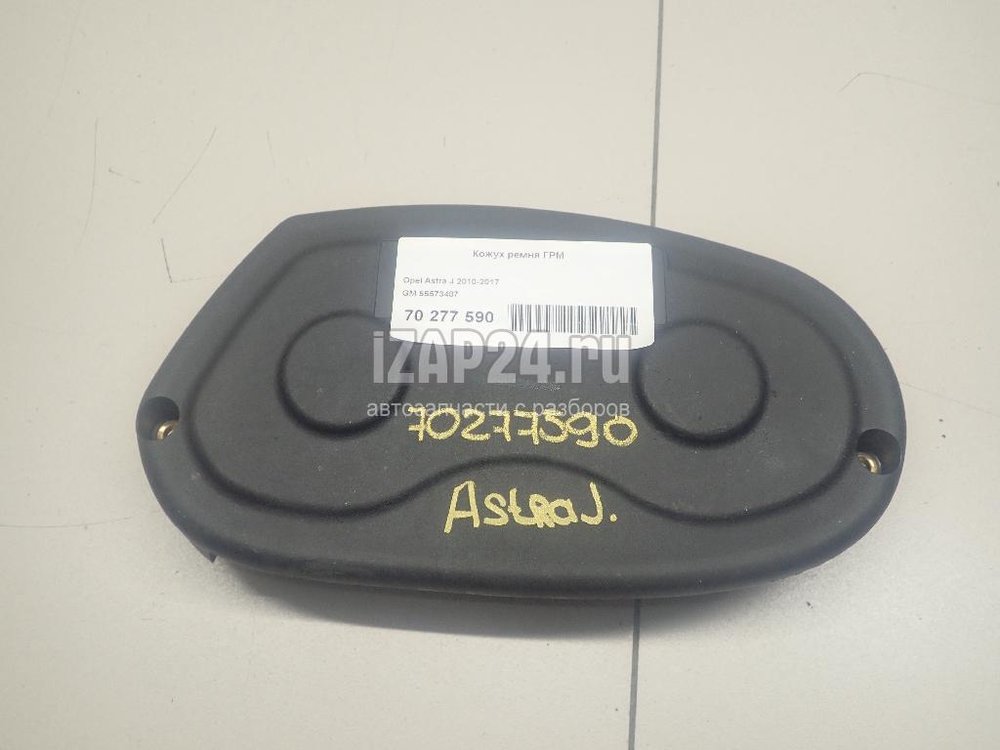 Кожух ремня ГРМ
Opel Astra J 2010-2017
GM 55573407
70 277 590
iZAP24.ru
автозапчасти с разборов
70277590
Astra J.